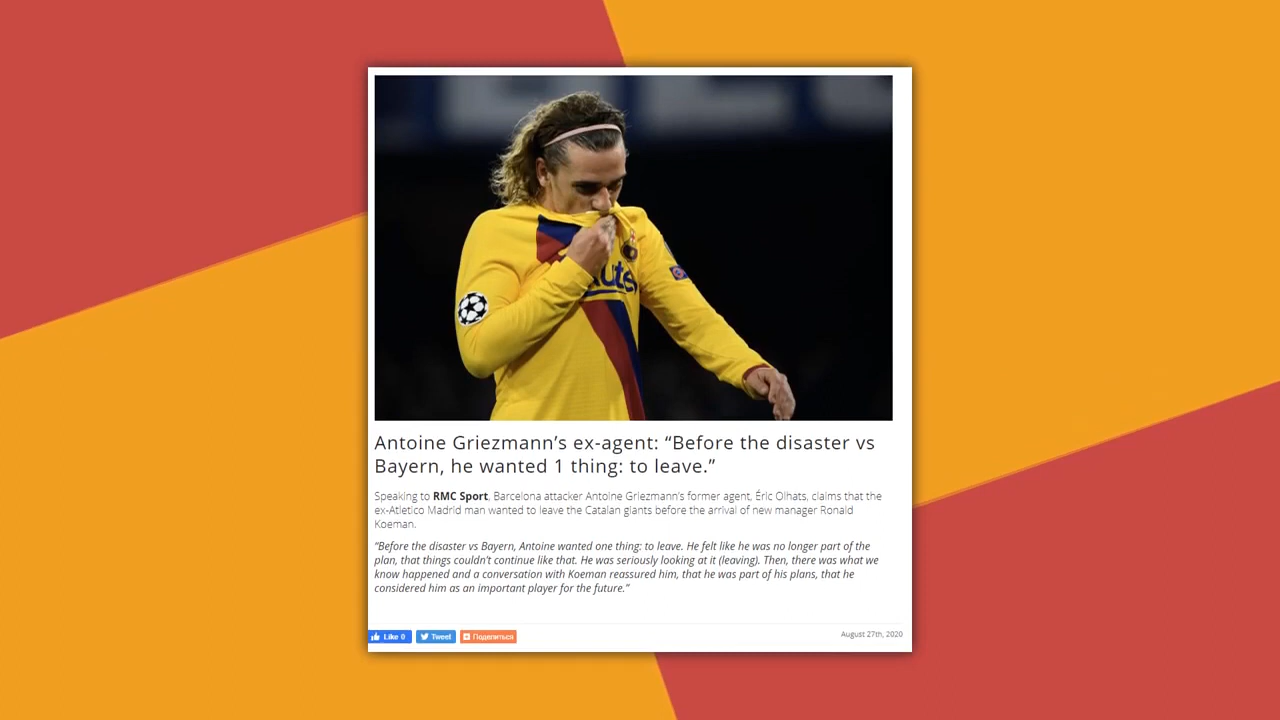 Antoine Griezmann’s ex-agent: “Before the disaster vs
Bayern, he wanted 1 thing: to leave.”
Speaking to RMC Sport, Barcelona attacker Antoine Griezmann’s former agent, Éric Olhats, claims that the
ex-Atletico Madrid man wanted to leave the Catalan giants before the arrival of new manager Ronald
Koeman.
“Before the disaster vs Bayern, Antoine wanted one thing: to leave. He felt like he was no longer part of the
plan, that things couldn’t continue like that. He was seriously looking at it (leaving). Then, there was what we
know happened and a conversation with Koeman reassured him, that he was part of his plans, that he
considered him as an important player for the future.”
Like 0 Tweet Поделиться August 27th, 2020